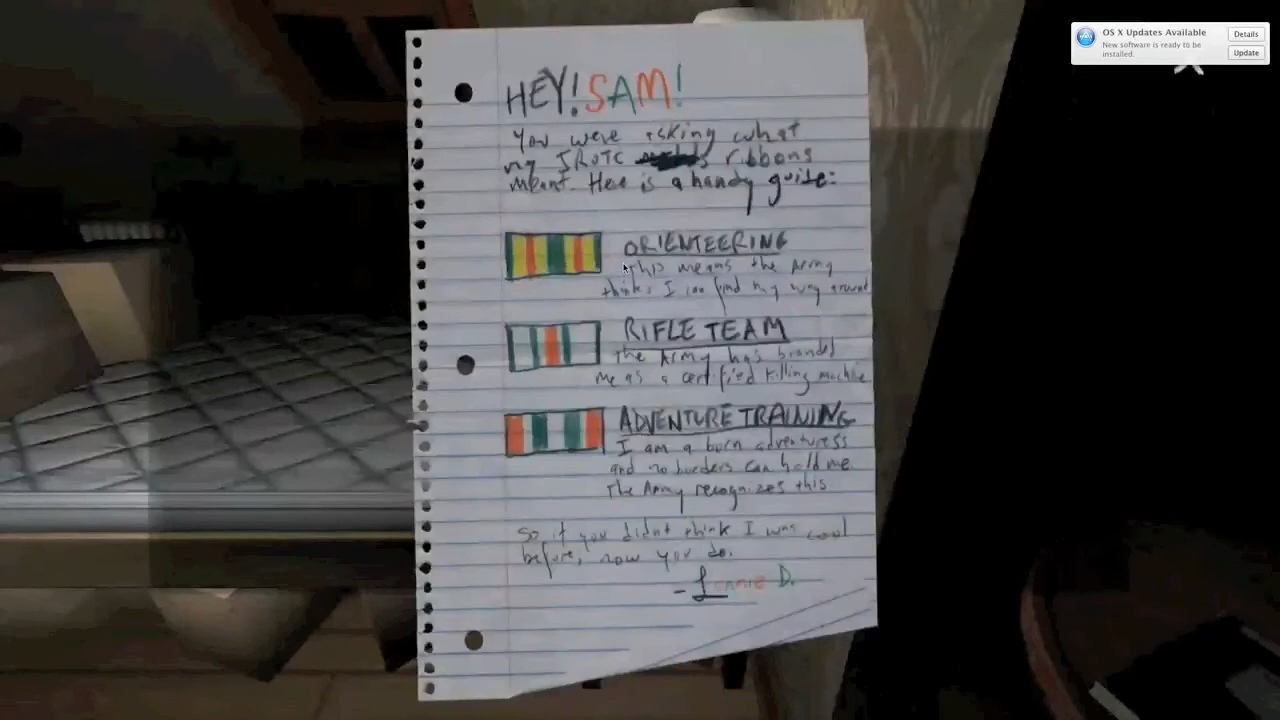 HEY! SAM!
You were asking what
my JROTC ribbons
meant. Here is a handy guide:
ORIENTEERING
This means the Army
thinks I can find my way around
RIFLE TEAM
The Army has branded
me as a certified killing machine
ADVENTURE TRAINING
I am a born adventuress
and no borders can hold me.
The Army recognizes this
So if you didnt think I was cool
before, now you do.
- Lonnie D.
OS X Updates Available
New software is ready to be
installed.
Details
Update